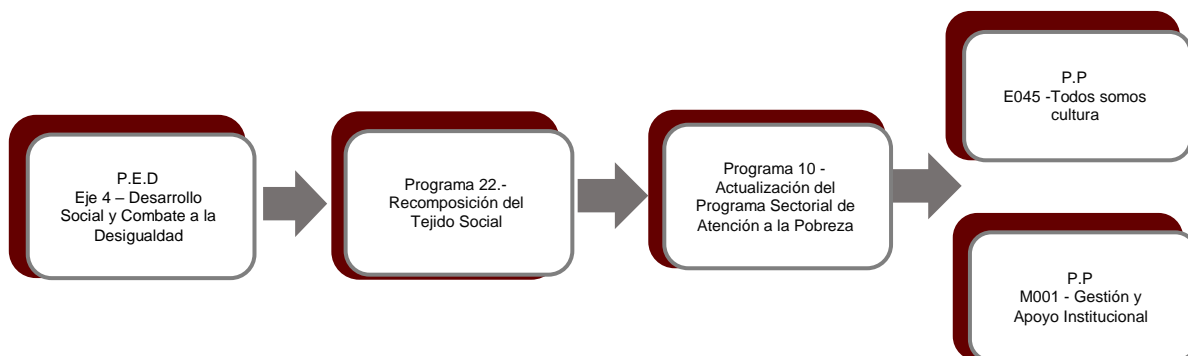 P.E.D
Eje 4 – Desarrollo
Social y Combate a la
Desigualdad
Programa 22.-
Recomposición del
Tejido Social
Programa 10 -
Actualización del
Programa Sectorial de
Atención a la Pobreza
P.P
E045 -Todos somos
cultura
P.P
M001 - Gestión y
Apoyo Institucional